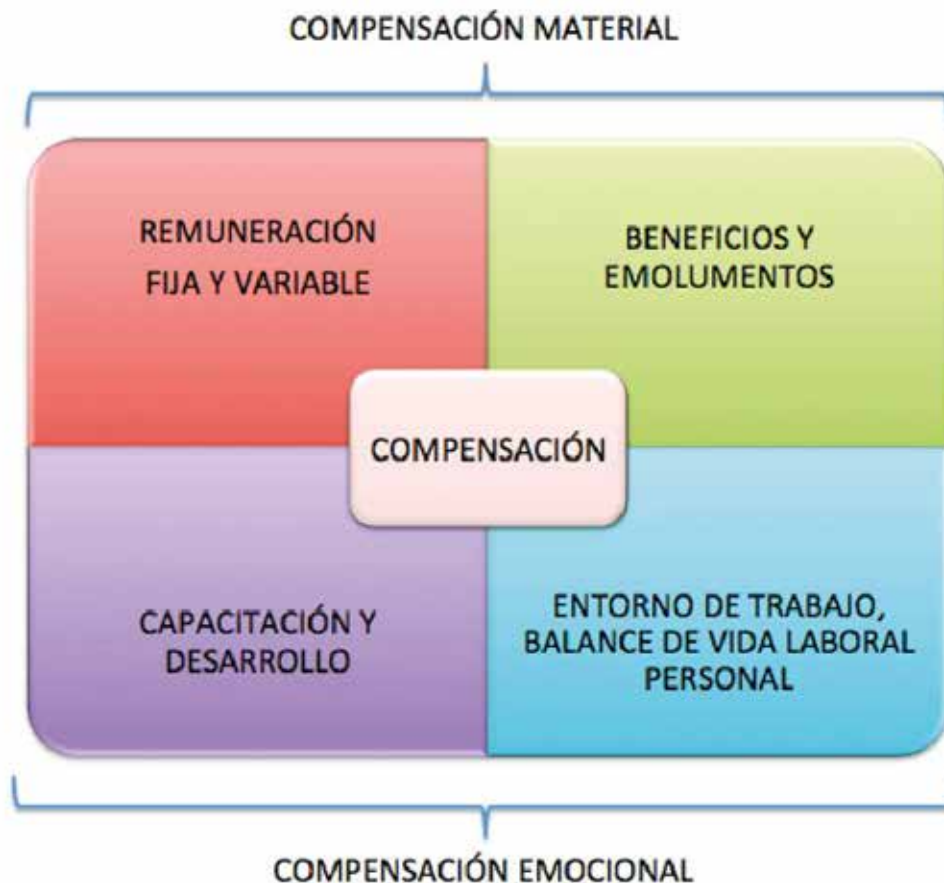 COMPENSACIÓN MATERIAL
REMUNERACIÓN
FIJA Y VARIABLE
BENEFICIOS Y
EMOLUMENTOS
COMPENSACIÓN
CAPACITACIÓN Y
DESARROLLO
ENTORNO DE TRABAJO,
BALANCE DE VIDA LABORAL
PERSONAL
COMPENSACIÓN EMOCIONAL